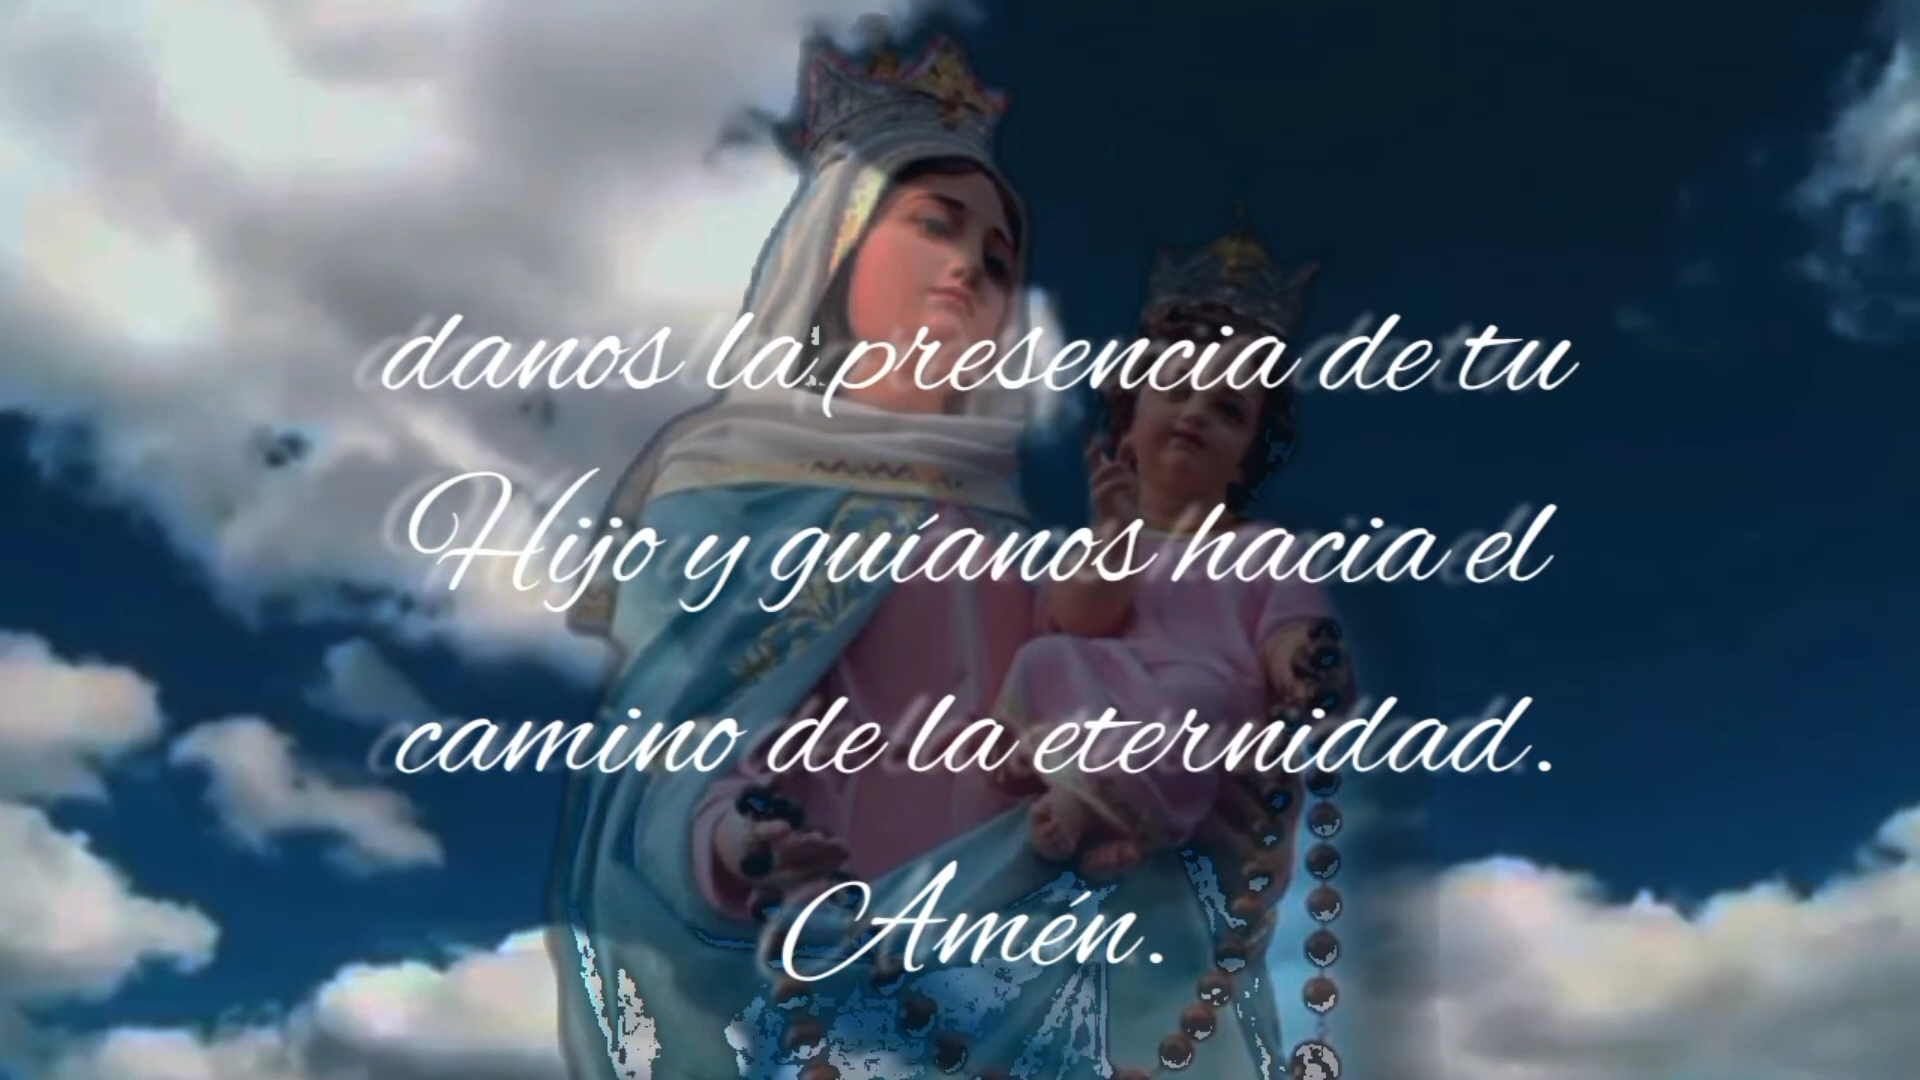 danos la presencia de tu
Hijo y guíanos hacia el
camino de la eternidad.
Amén.